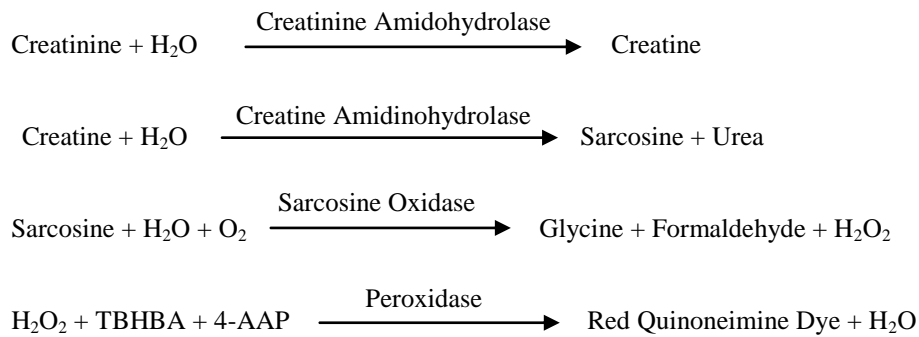 Creatinine Amidohydrolase
Creatinine + H₂O Creatine
Creatine Amidinohydrolase
Creatine + H₂O Sarcosine + Urea
Sarcosine Oxidase
Sarcosine + H₂O + O₂ Glycine + Formaldehyde + H₂O₂
Peroxidase
H₂O₂ + TBHBA + 4-AAP Red Quinoneimine Dye + H₂O